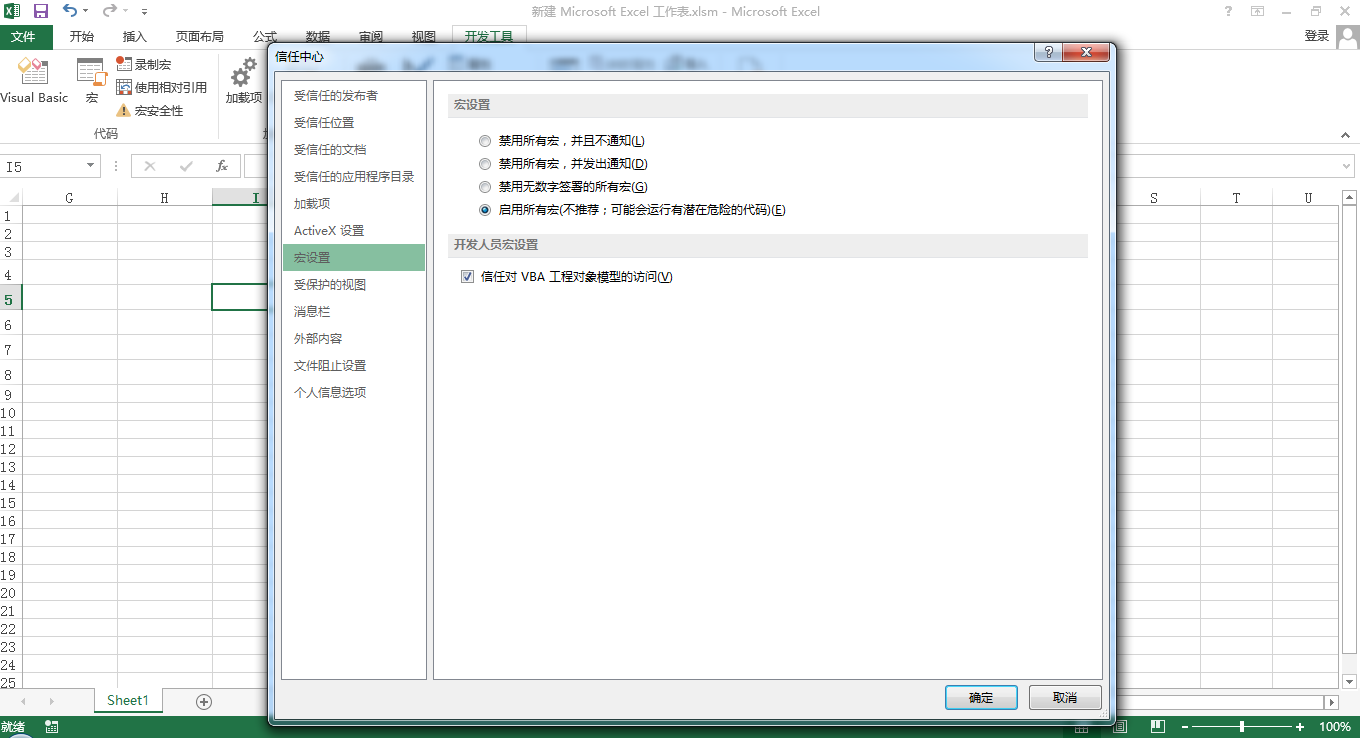 新建 Microsoft Excel 工作表.xlsm - Microsoft Excel
文件 开始 插入 页面布局 公式 数据 审阅 视图 开发工具 登录
Visual Basic
宏
录制宏
使用相对引用
宏安全性
加载项
代码
I5
fx
G H I S T U
1
2
3
4
5
6
7
8
9
10
11
12
13
14
15
16
17
18
19
20
21
22
23
24
25
信任中心
受信任的发布者
受信任位置
受信任的文档
受信任的应用程序目录
加载项
ActiveX 设置
宏设置
受保护的视图
消息栏
外部内容
文件阻止设置
个人信息选项
宏设置
禁用所有宏，并且不通知(L)
禁用所有宏，并发出通知(D)
禁用无数字签署的所有宏(G)
启用所有宏(不推荐；可能会运行有潜在危险的代码)(E)
开发人员宏设置
信任对 VBA 工程对象模型的访问(V)
确定 取消
Sheet1
就绪
100%